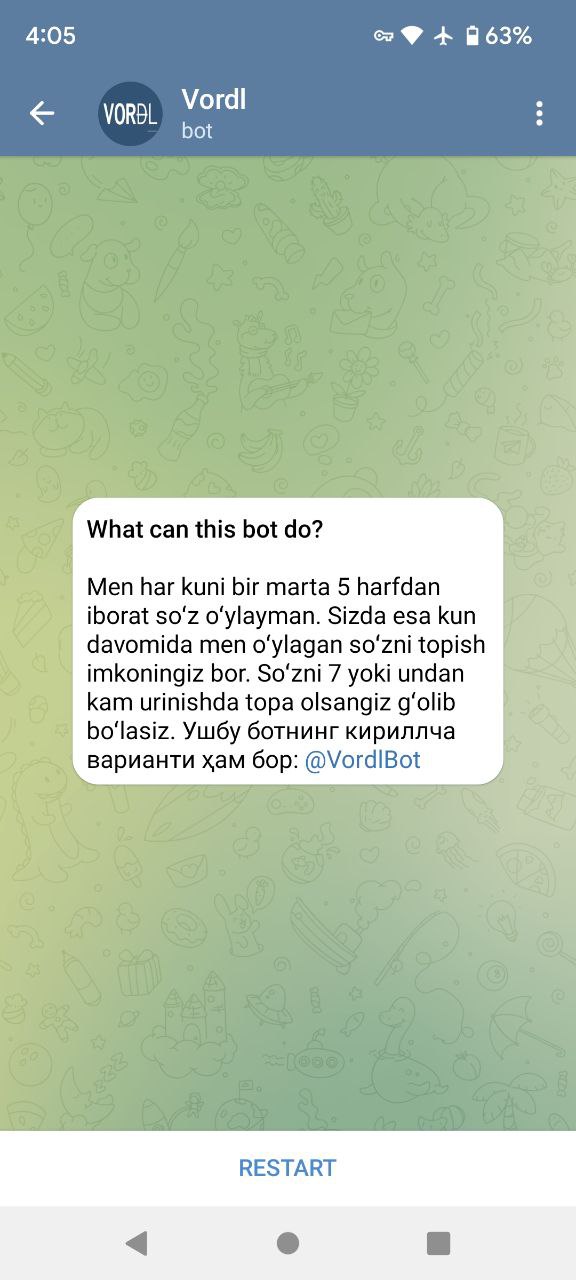 4:05
63%
VORDL
Vordl
bot
What can this bot do?
Men har kuni bir marta 5 harfdan
iborat soʻz oʻylayman. Sizda esa kun
davomida men oʻylagan soʻzni topish
imkoningiz bor. Soʻzni 7 yoki undan
kam urinishda topa olsangiz gʻolib
boʻlasiz. Ушбу ботнинг кириллча
варианти ҳам бор: @VordlBot
RESTART